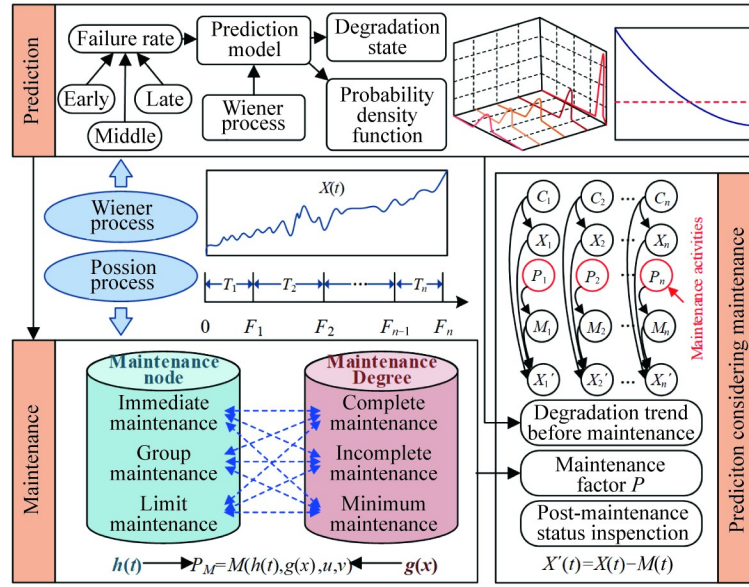 Prediction
Failure rate
Early
Middle
Late
Prediction
model
Wiener
process
Degradation
state
Probability
density
function
Wiener
process
Possion
process
X(t)
T1 T2 ··· Tn
0 F1 F2 Fn−1 Fn
Maintenance
Maintenance
node
Immediate
maintenance
Group
maintenance
Limit
maintenance
Maintenance
Degree
Complete
maintenance
Incomplete
maintenance
Minimum
maintenance
h(t) PM=M(h(t),g(x),u,v) g(x)
C1 C2 ··· Cn
X1 X2 ··· Xn
P1 P2 ··· Pn
M1 M2 ··· Mn
X1′ X2′ ··· Xn′
Maintenance activities
Degradation trend
before maintenance
Maintenance
factor P
Post-maintenance
status inspenction
X′(t)=X(t)−M(t)
Prediciton considering maintenance